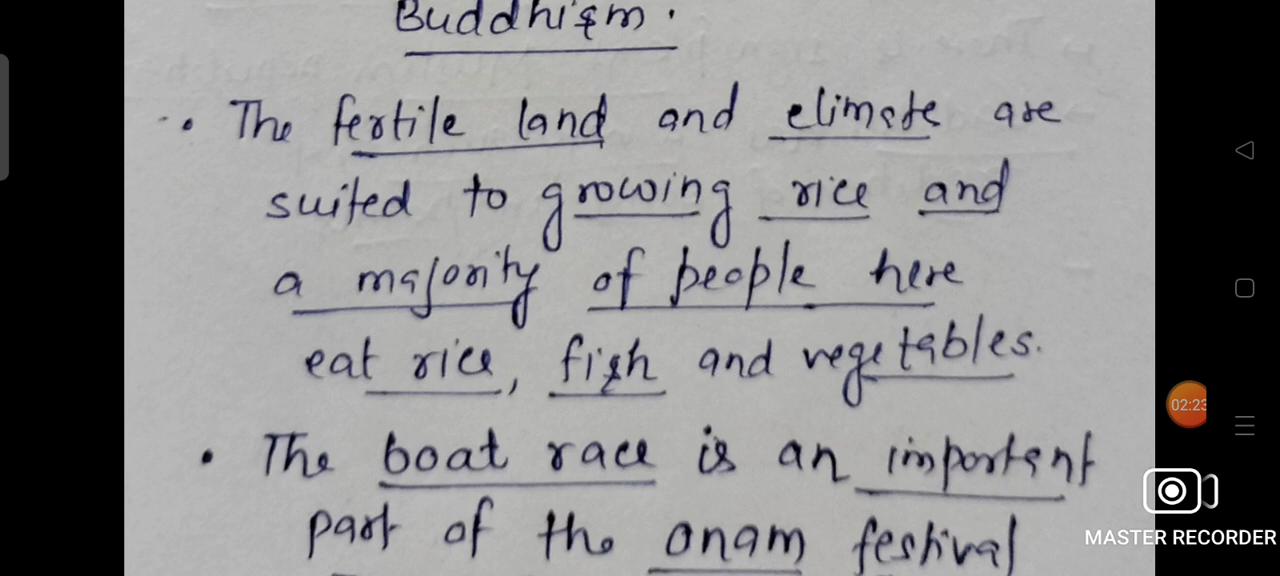 Buddhism.
• The fertile land and climate are
suited to growing rice and
a majority of people here
eat rice, fish and vegetables.
• The boat race is an important
part of the onam festival
02:23
MASTER RECORDER